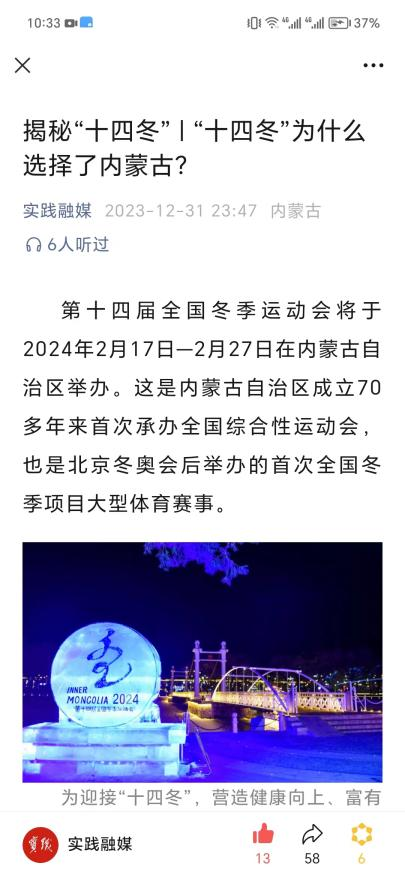 10:33
37%
揭秘“十四冬”|“十四冬”为什么
选择了内蒙古？
实践融媒 2023-12-31 23:47 内蒙古
6人听过
第十四届全国冬季运动会将于
2024年2月17日—2月27日在内蒙古自
治区举办。这是内蒙古自治区成立70
多年来首次承办全国综合性运动会，
也是北京冬奥会后举办的首次全国冬
季项目大型体育赛事。
INNER
MONGOLIA 2024
为迎接“十四冬”，营造健康向上、富有
实践融媒
13 58 6